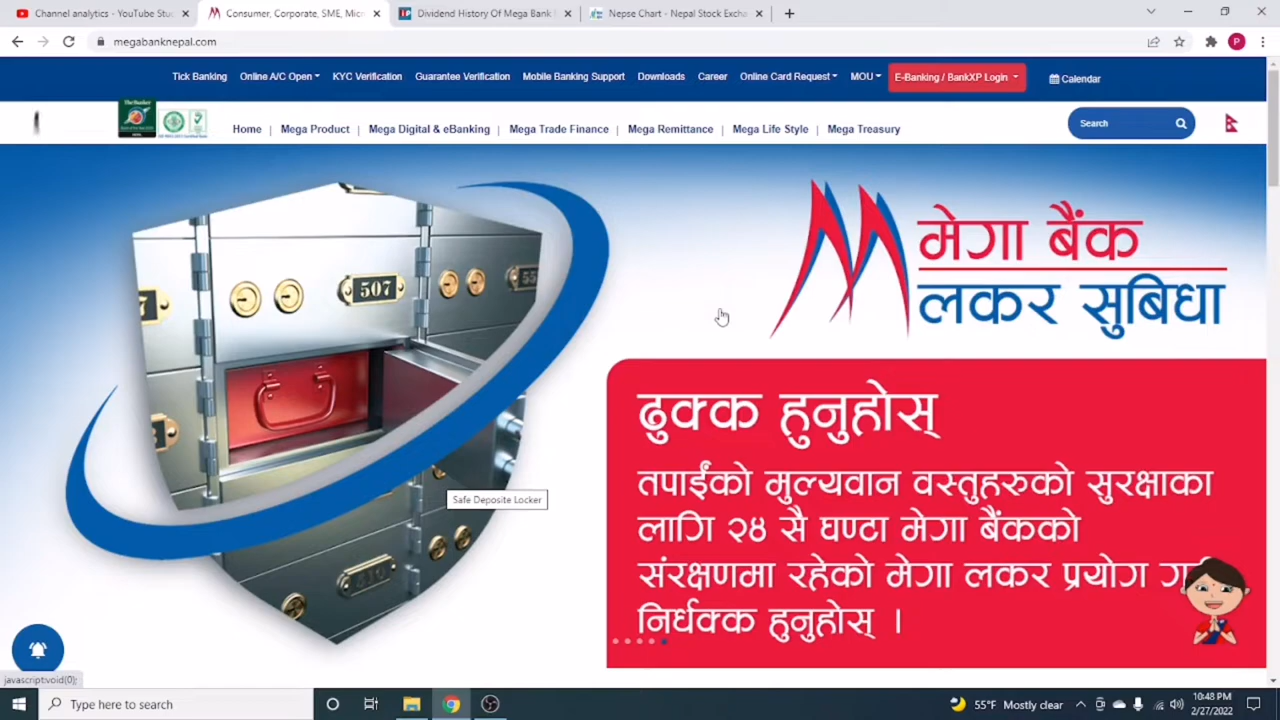 Channel analytics - YouTube Stu
Consumer, Corporate, SME, Mic
Dividend History Of Mega Bank
Nepse Chart - Nepal Stock Excha
megabanknepal.com
P
Tick Banking
Online A/C Open
KYC Verification
Guarantee Verification
Mobile Banking Support
Downloads
Career
Online Card Request
MOU
E-Banking / BankXP Login
Calendar
Home | Mega Product | Mega Digital & eBanking | Mega Trade Finance | Mega Remittance | Mega Life Style | Mega Treasury
Search
मेगा बैंक
लकर सुबिधा
507
ढुक्क हुनुहोस्
तपाईंको मुल्यवान वस्तुहरुको सुरक्षाका
लागि २४ सै घण्टा मेगा बैंकको
संरक्षणमा रहेको मेगा लकर प्रयोग
निर्धक्क हुनुहोस् ।
Safe Deposite Locker
javascript:void(0);
Type here to search
55°F Mostly clear
10:48 PM
2/27/2022